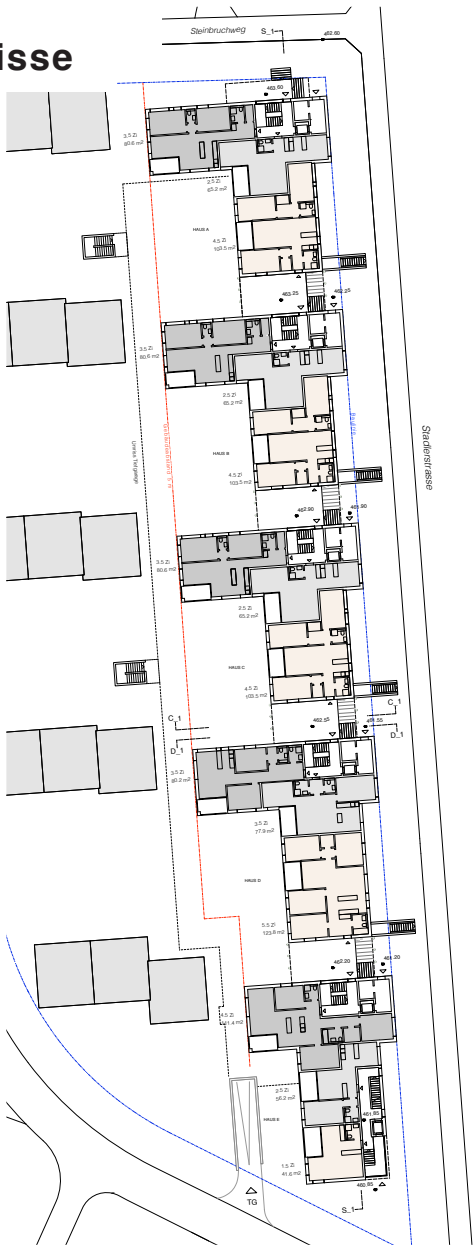 Steinbruchweg
S_1
462.60
isse
463.60
3.5 Zi
80.6 m2
2.5 Zi
65.2 m2
HAUS A
4.5 Zi
103.5 m2
463.25
462.25
3.5 Zi
80.6 m2
2.5 Zi
65.2 m2
Baulinie
Stadlerstrasse
HAUS B
4.5 Zi
103.5 m2
462.90
461.90
3.5 Zi
80.6 m2
2.5 Zi
65.2 m2
HAUS C
4.5 Zi
103.5 m2
C_1
C_1
462.55
461.55
D_1
D_1
3.5 Zi
80.2 m2
3.5 Zi
77.9 m2
HAUS D
5.5 Zi
123.8 m2
462.20
461.20
4.5 Zi
m2
2.5 Zi
56.2 m2
HAUS E
461.85
1.5 Zi
41.6 m2
460.85
TG
S_1